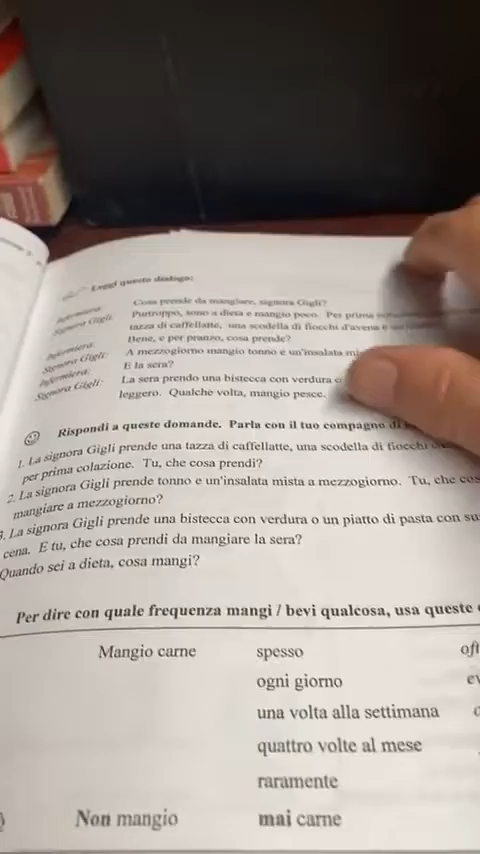 Leggi questo dialogo:
Infermiera: Cosa prende da mangiare, signora Gigli?
Signora Gigli: Purtroppo, sono a dieta e mangio poco. Per prima
tazza di caffellatte, una scodella di fiocchi d'avena e
Infermiera: Bene, e per pranzo, cosa prende?
Signora Gigli: A mezzogiorno mangio tonno e un'insalata
Infermiera: E la sera?
Signora Gigli: La sera prendo una bistecca con verdura o
leggero. Qualche volta, mangio pesce.
Rispondi a queste domande. Parla con il tuo compagno di
1. La signora Gigli prende una tazza di caffellatte, una scodella di fiocchi
per prima colazione. Tu, che cosa prendi?
2. La signora Gigli prende tonno e un'insalata mista a mezzogiorno. Tu, che cos
mangiare a mezzogiorno?
3. La signora Gigli prende una bistecca con verdura o un piatto di pasta con su
cena. E tu, che cosa prendi da mangiare la sera?
Quando sei a dieta, cosa mangi?
Per dire con quale frequenza mangi / bevi qualcosa, usa queste
Mangio carne spesso oft
ogni giorno ev
una volta alla settimana
quattro volte al mese
raramente
Non mangio mai carne